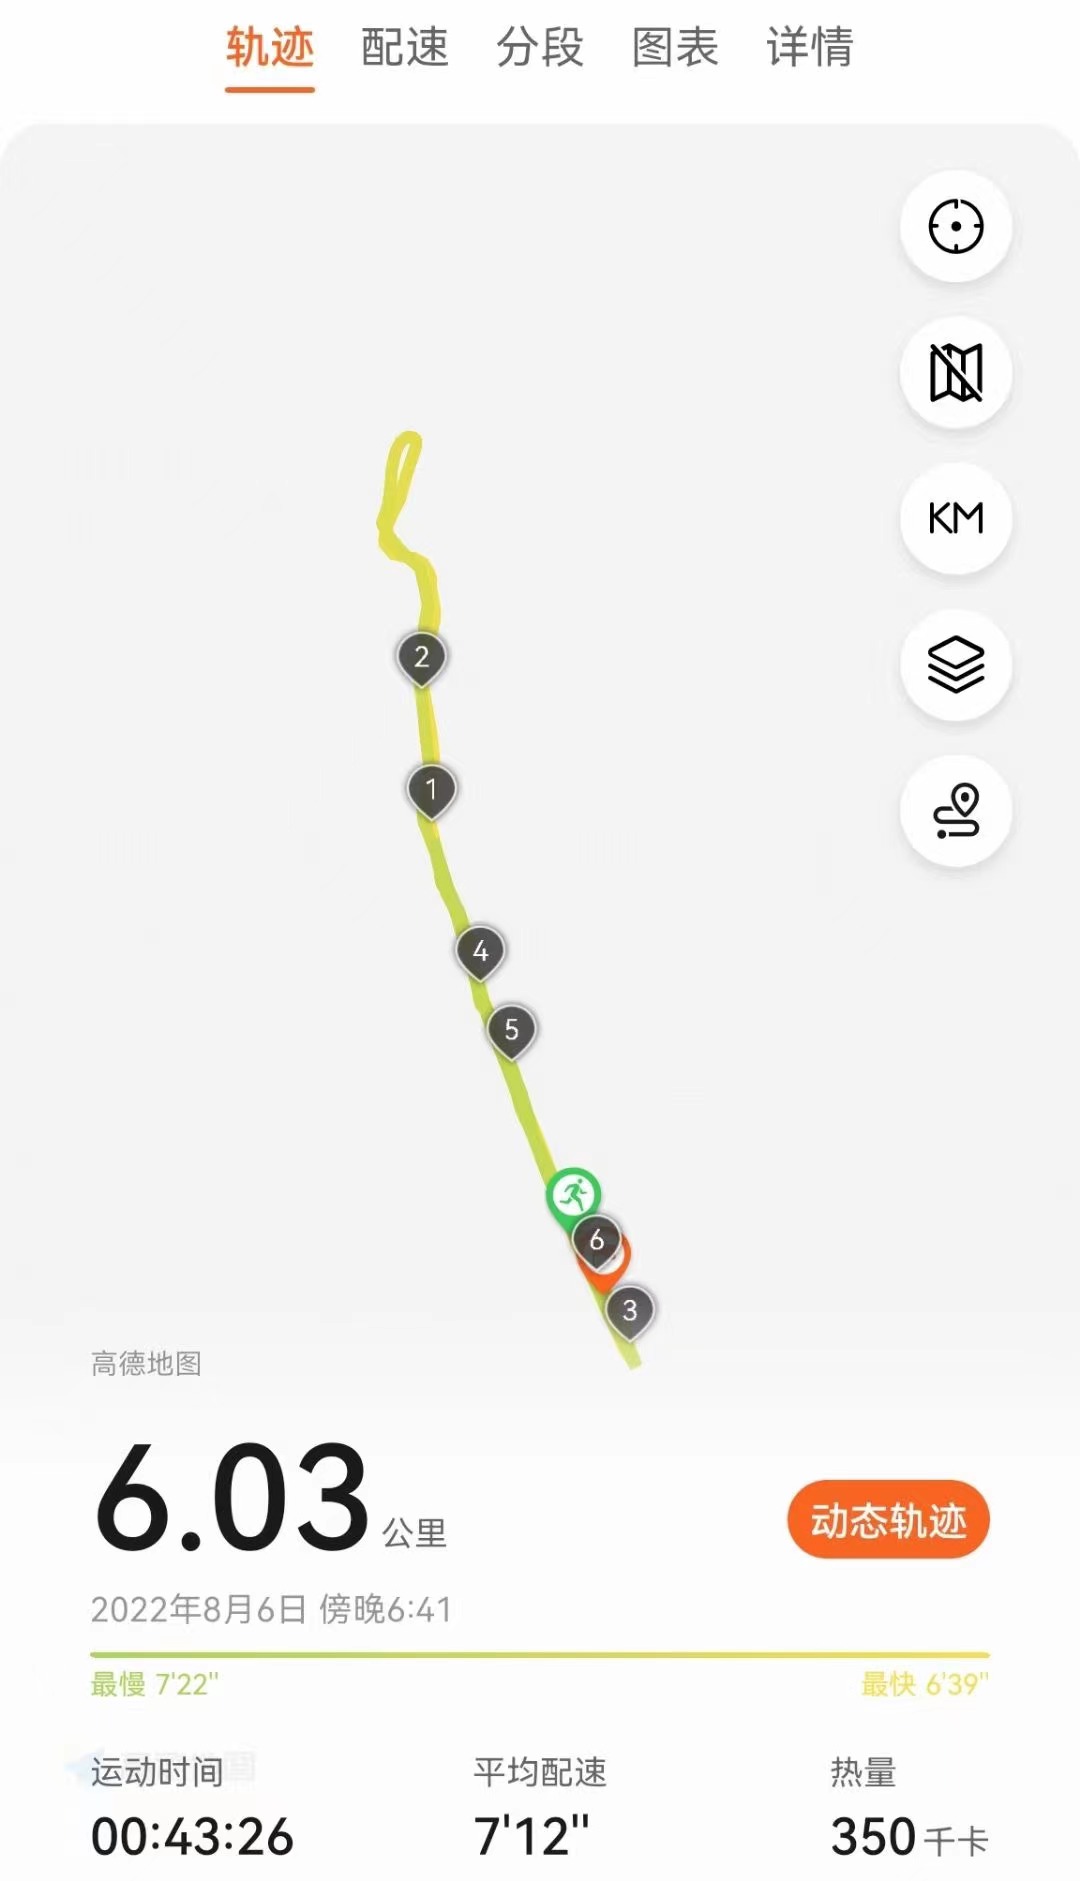 轨迹 配速 分段 图表 详情
KM
2
1
4
5
6
3
高德地图
6.03 公里
动态轨迹
2022年8月6日 傍晚6:41
最慢 7'22" 最快 6'39"
运动时间 平均配速 热量
00:43:26 7'12" 350千卡